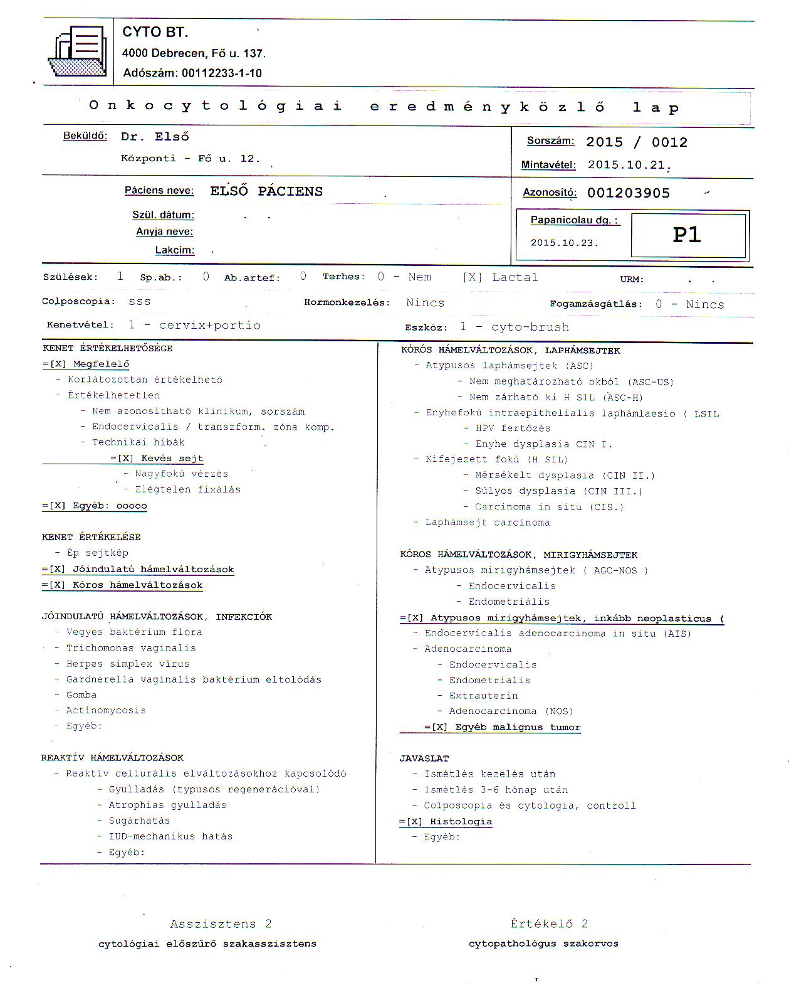 CYTO BT.
4000 Debrecen, Fő u. 137.
Adószám: 00112233-1-10
Onkocytológiai eredményközlő lap
Beküldő: Dr. Első
Központi - Fő u. 12.
Sorszám: 2015 / 0012
Mintavétel: 2015.10.21.
Páciens neve: ELSŐ PÁCIENS
Szül. dátum: . .
Anyja neve:
Lakcim: ,
Azonosító: 001203905
Papanicolau dg. :
2015.10.23.
P1
Szülések: 1 Sp.ab.: 0 Ab.artef: 0 Terhes: 0 - Nem [X] Lactal URM: . .
Colposcopia: sss Hormonkezelés: Nincs Fogamzásgátlás: 0 - Nincs
Kenetvétel: 1 - cervix+portio Eszköz: 1 - cyto-brush
KENET ÉRTÉKELHETŐSÉGE
=[X] Megfelelő
- Korlátozottan értékelhető
- Értékelhetetlen
- Nem azonosítható klinikum, sorszám
- Endocervicalis / transzform. zóna komp.
- Technikai hibák
=[X] Kevés sejt
- Nagyfokú vérzés
- Elégtelen fixálás
=[X] Egyéb: ooooo
KENET ÉRTÉKELÉSE
- Ép sejtkép
=[X] Jóindulatú hámelváltozások
=[X] Kóros hámelváltozások
JÓINDULATÚ HÁMELVÁLTOZÁSOK, INFEKCIÓK
- Vegyes baktérium flóra
- Trichomonas vaginalis
- Herpes simplex vírus
- Gardnerella vaginalis baktérium eltolódás
- Gomba
- Actinomycosis
- Egyéb:
REAKTÍV HÁMELVÁLTOZÁSOK
- Reaktív cellurális elváltozásokhoz kapcsolódó
- Gyulladás (typusos regenerációval)
- Atrophias gyulladás
- Sugárhatás
- IUD-mechanikus hatás
- Egyéb:
KÓRÓS HÁMELVÁLTOZÁSOK, LAPHÁMSEJTEK
- Atypusos laphámsejtek (ASC)
- Nem meghatározható okból (ASC-US)
- Nem zárható ki H SIL (ASC-H)
- Enyhefokú intraepithelialis laphámlaesio ( LSIL
- HPV fertőzés
- Enyhe dysplasia CIN I.
- Kifejezett fokú (H SIL)
- Mérsékelt dysplasia (CIN II.)
- Súlyos dysplasia (CIN III.)
- Carcinoma in situ (CIS.)
- Laphámsejt carcinoma
KÓROS HÁMELVÁLTOZÁSOK, MIRIGYHÁMSEJTEK
- Atypusos mirigyhámsejtek ( AGC-NOS )
- Endocervicalis
- Endometriális
=[X] Atypusos mirigyhámsejtek, inkább neoplasticus (
- Endocervicalis adenocarcinoma in situ (AIS)
- Adenocarcinoma
- Endocervicalis
- Endometrialis
- Extrauterin
- Adenocarcinoma (NOS)
=[X] Egyéb malignus tumor
JAVASLAT
- Ismétlés kezelés után
- Ismétlés 3-6 hónap után
- Colposcopia és cytologia, controll
=[X] Histologia
- Egyéb:
Asszisztens 2
cytológiai előszűrő szakasszisztens
Értékelő 2
cytopathológus szakorvos